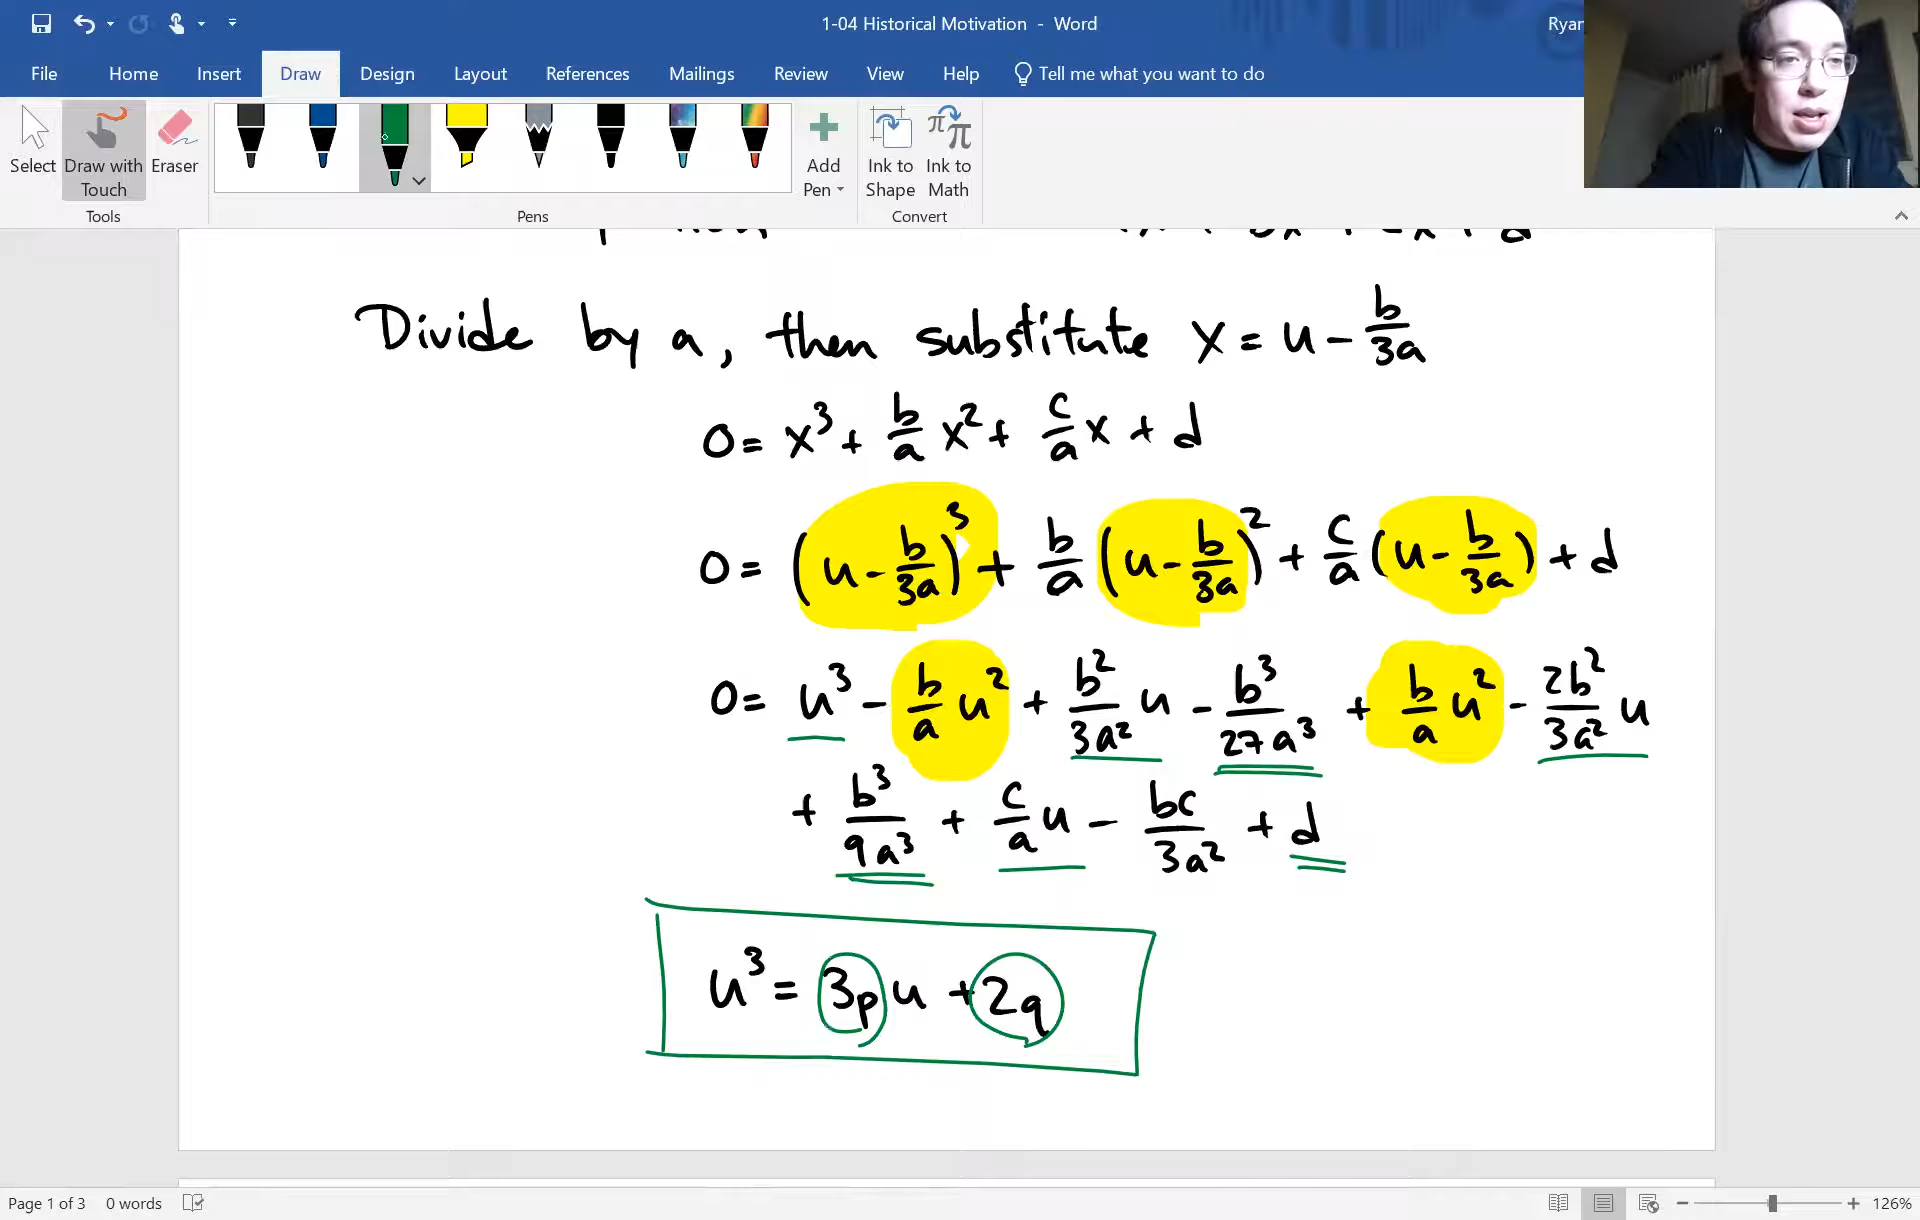 1-04 Historical Motivation - Word
Ryan
File Home Insert Draw Design Layout References Mailings Review View Help Tell me what you want to do
Select Draw with Touch Eraser Add Pen Ink to Shape Ink to Math
Tools Pens Convert
Divide by a, then substitute x = u - b/3a
0 = x³ + b/a x² + c/a x + d
0 = (u - b/3a)³ + b/a (u - b/3a)² + c/a (u - b/3a) + d
0 = u³ - b/a u² + b²/3a² u - b³/27a³ + b/a u² - 2b²/3a² u
+ b³/9a³ + c/a u - bc/3a² + d
u³ = 3p u + 2q
Page 1 of 3 0 words 126%